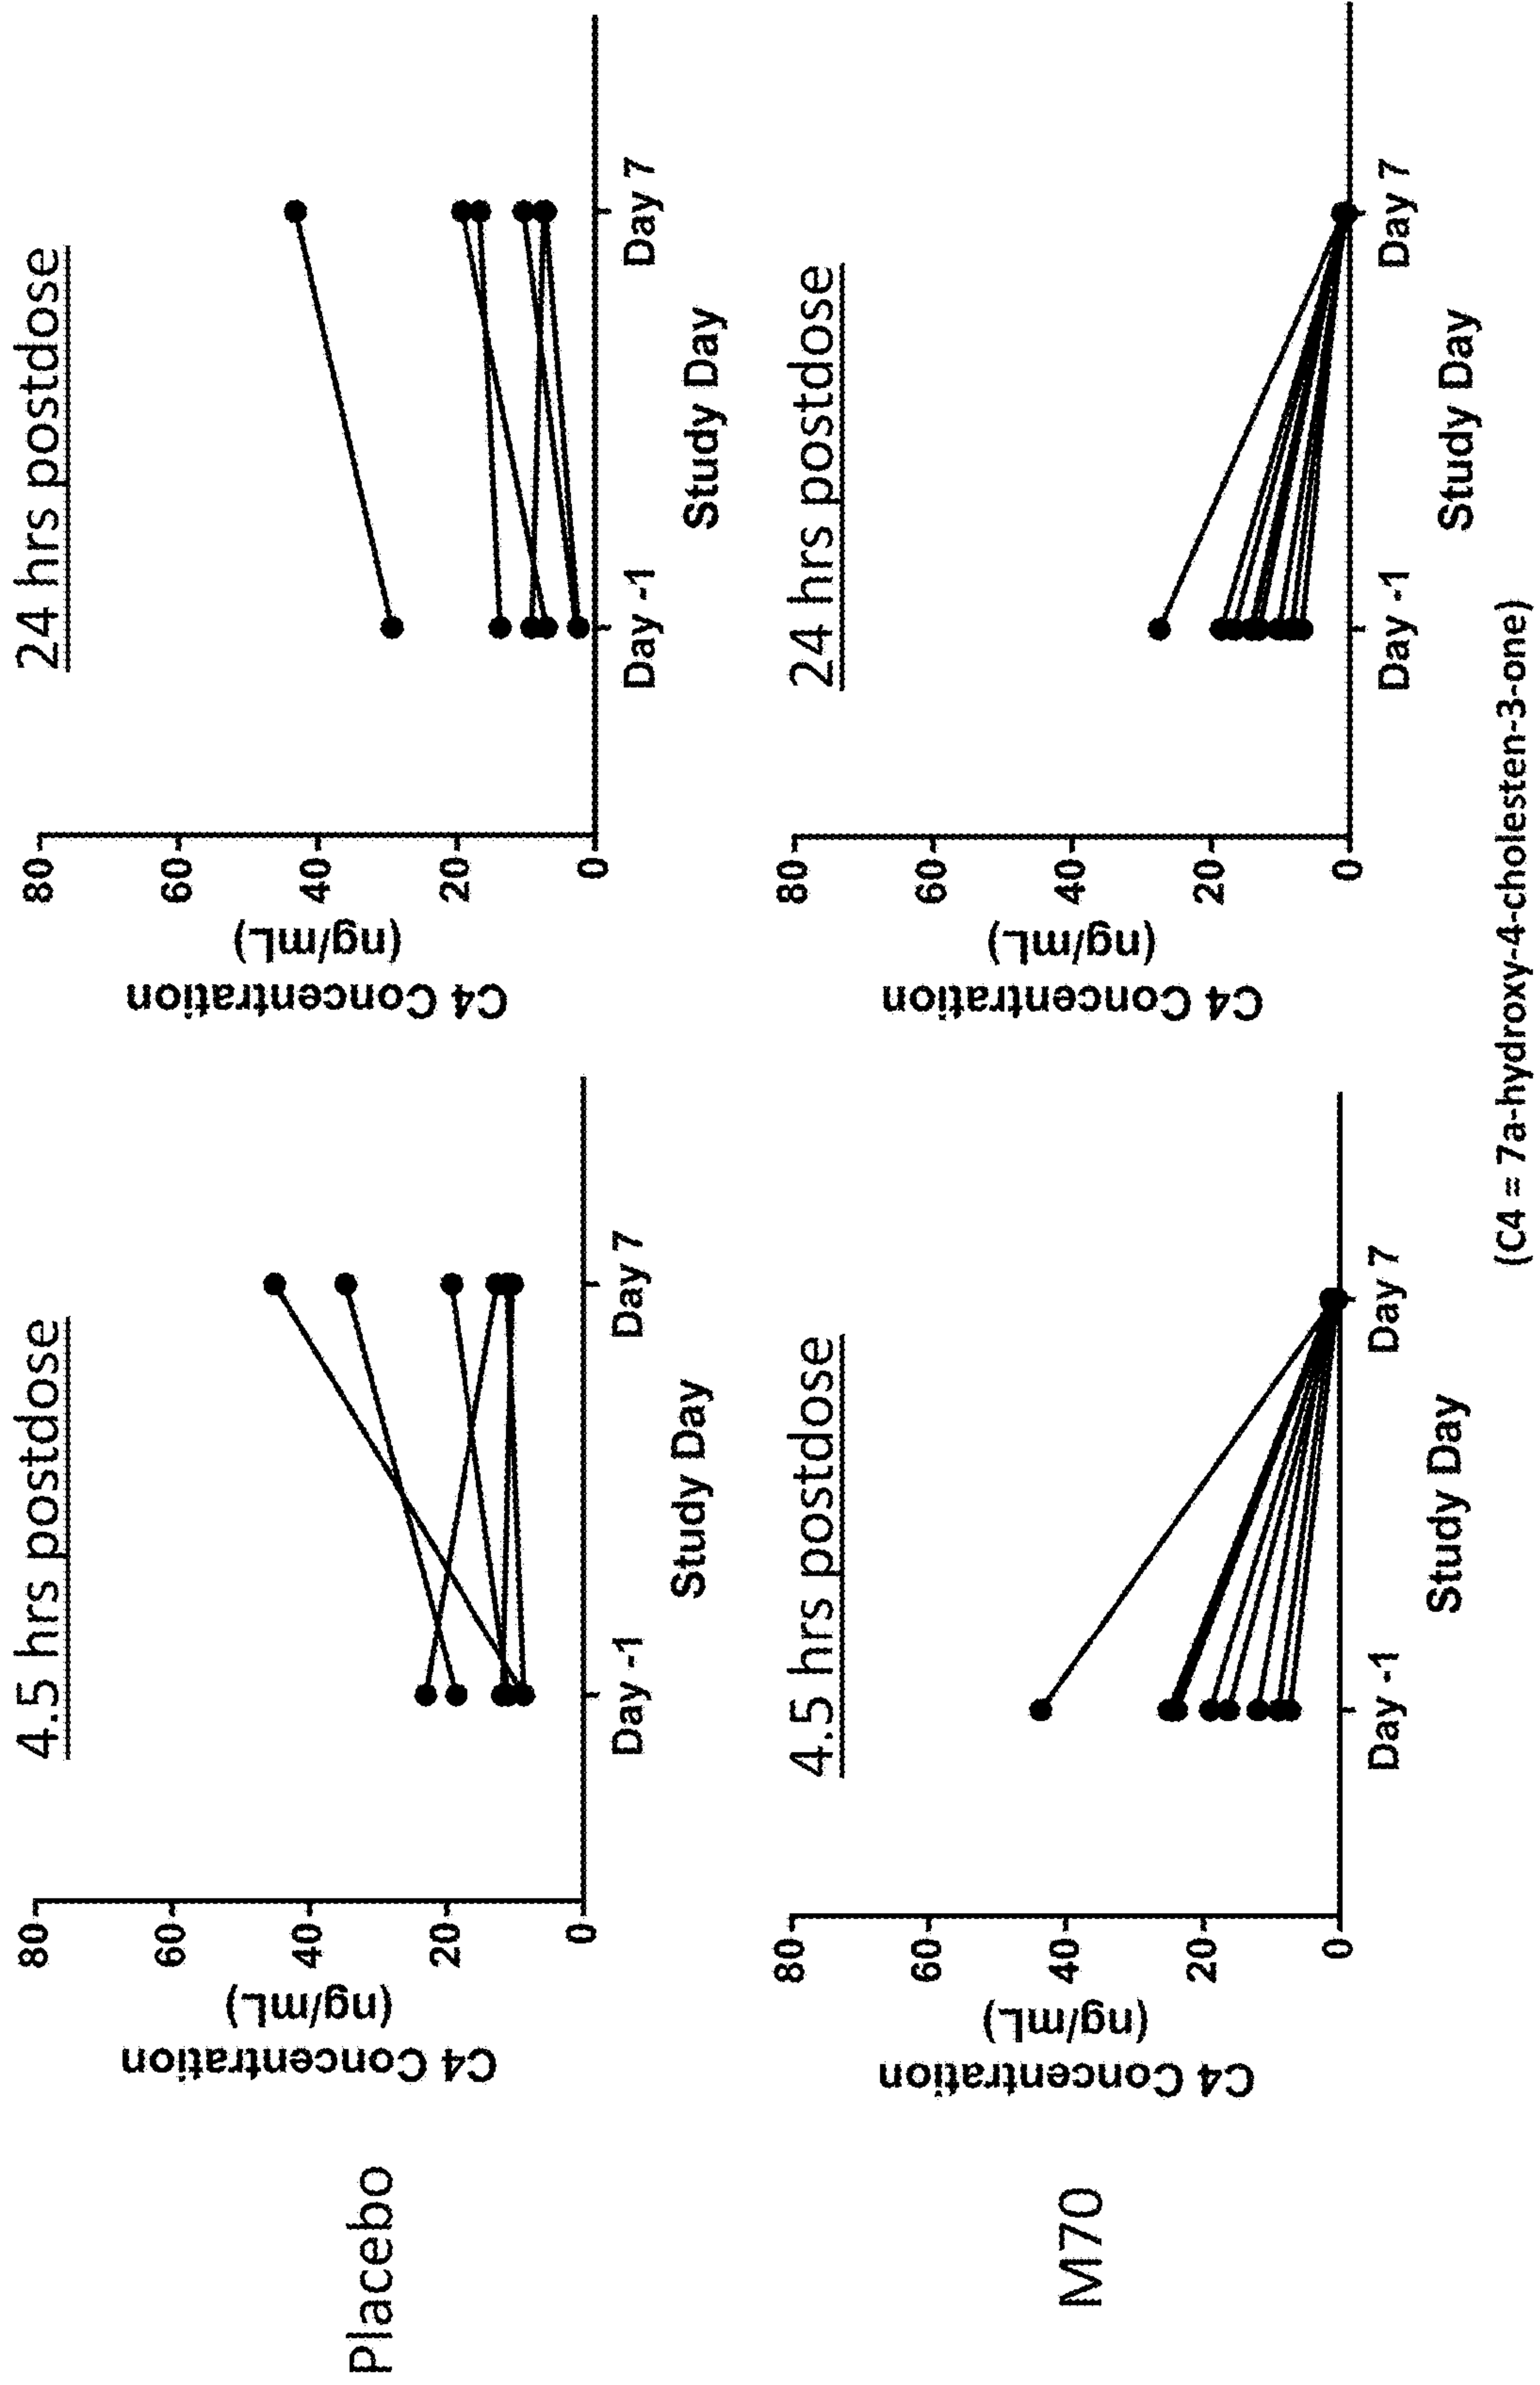 Placebo
4.5 hrs postdose
C4 Concentration
(ng/mL)
80
60
40
20
0
Day -1
Day 7
Study Day
24 hrs postdose
C4 Concentration
(ng/mL)
80
60
40
20
0
Day -1
Day 7
Study Day
M70
4.5 hrs postdose
C4 Concentration
(ng/mL)
80
60
40
20
0
Day -1
Day 7
Study Day
24 hrs postdose
C4 Concentration
(ng/mL)
80
60
40
20
0
Day -1
Day 7
Study Day
(C4 = 7a-hydroxy-4-cholesten-3-one)